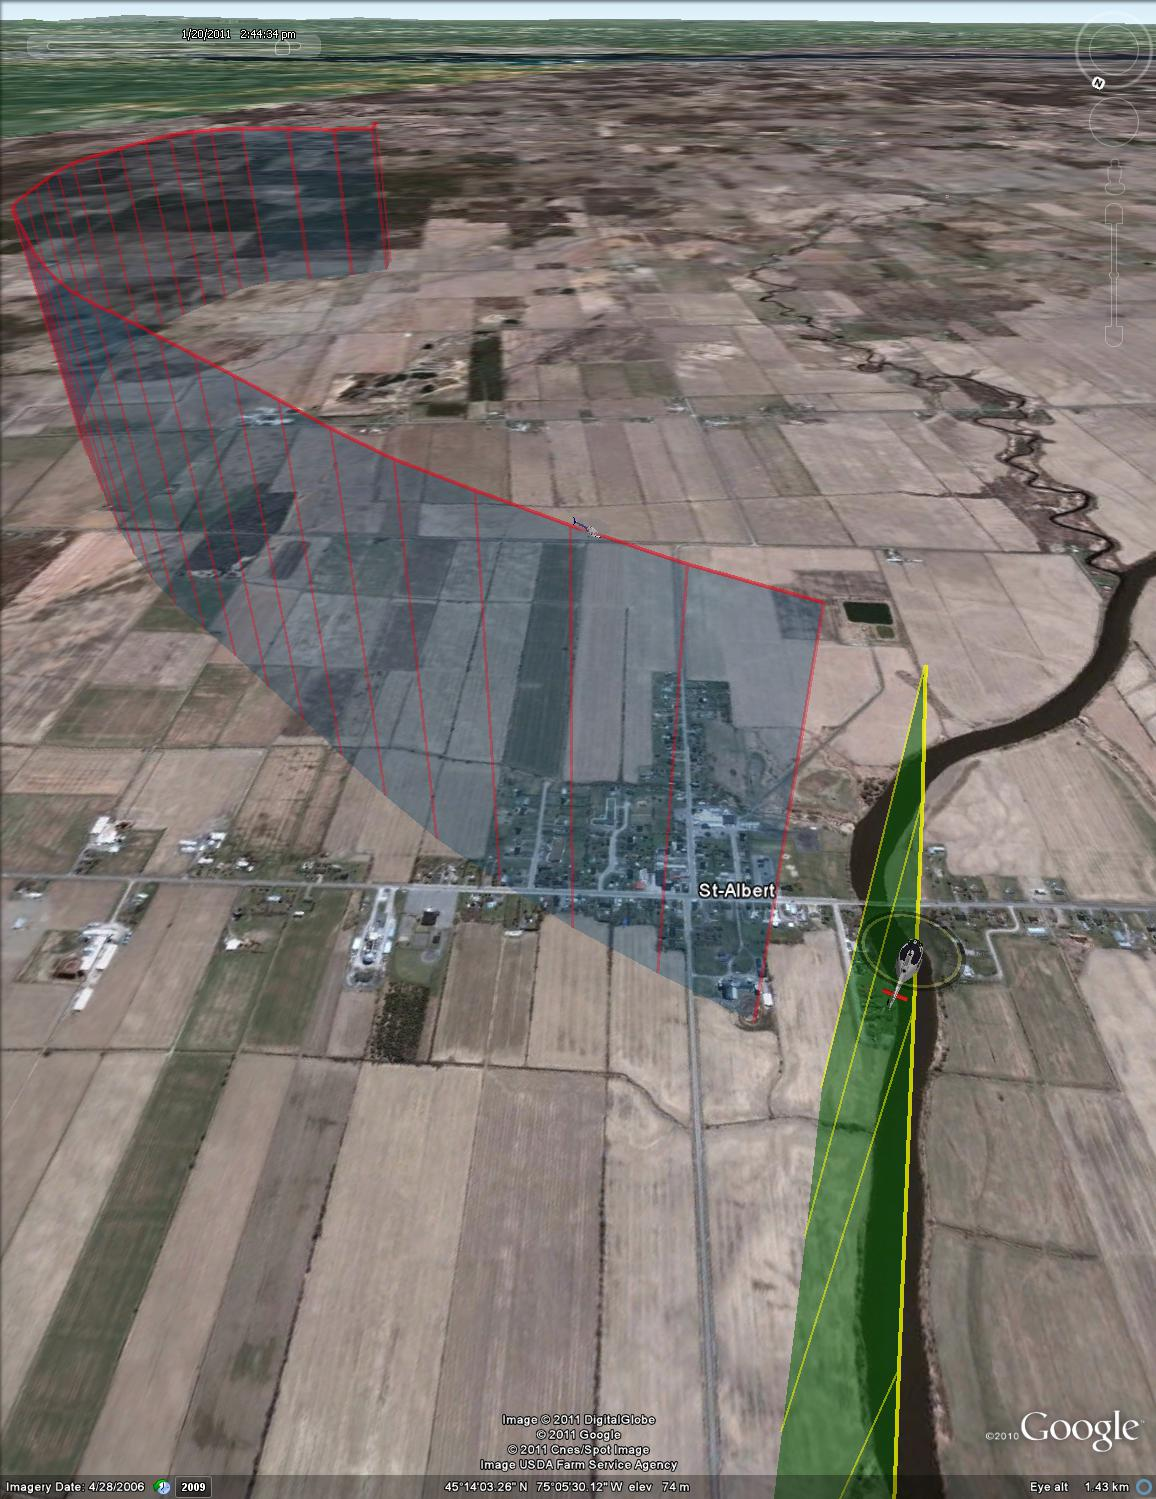 1/20/2011 2:44:34 pm
N
St-Albert
Image © 2011 DigitalGlobe
© 2011 Google
© 2011 Cnes/Spot Image
Image USDA Farm Service Agency
©2010 Google
Imagery Date: 4/28/2006 2009 45°14'03.26" N 75°05'30.12" W elev 74 m Eye alt 1.43 km